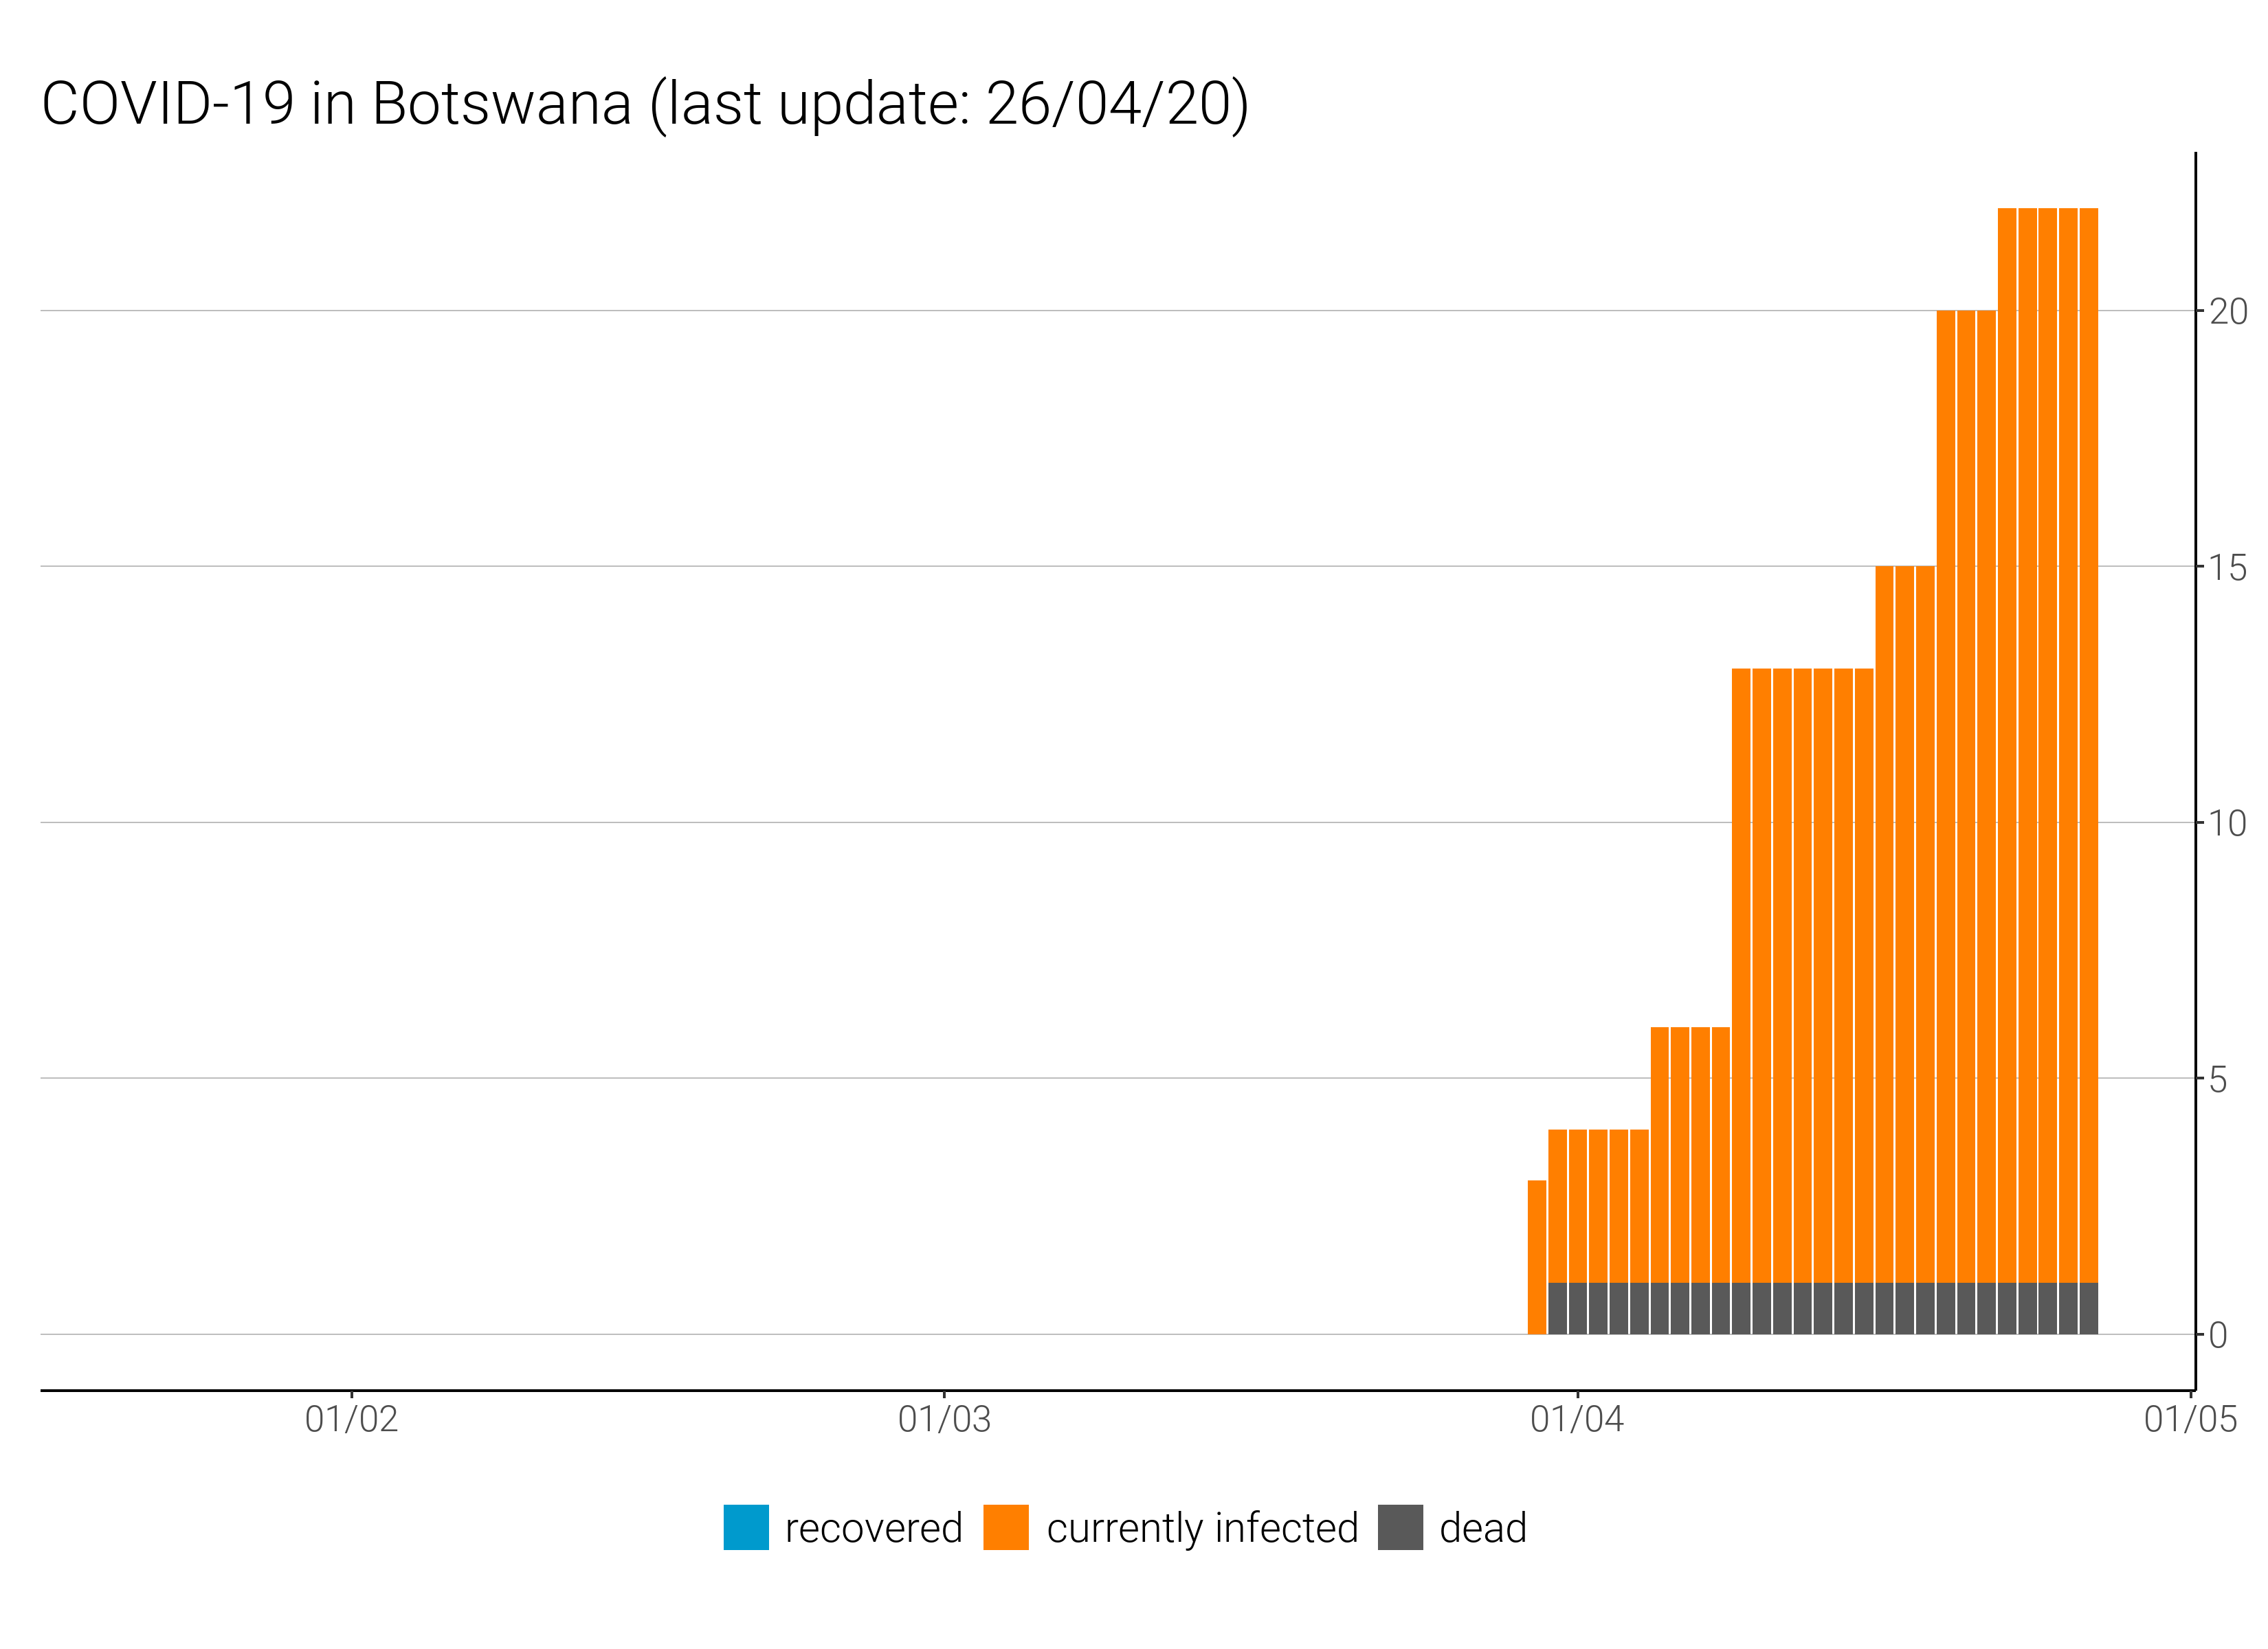 COVID-19 in Botswana (last update: 26/04/20)
20
15
10
5
0
01/02 01/03 01/04 01/05
recovered currently infected dead